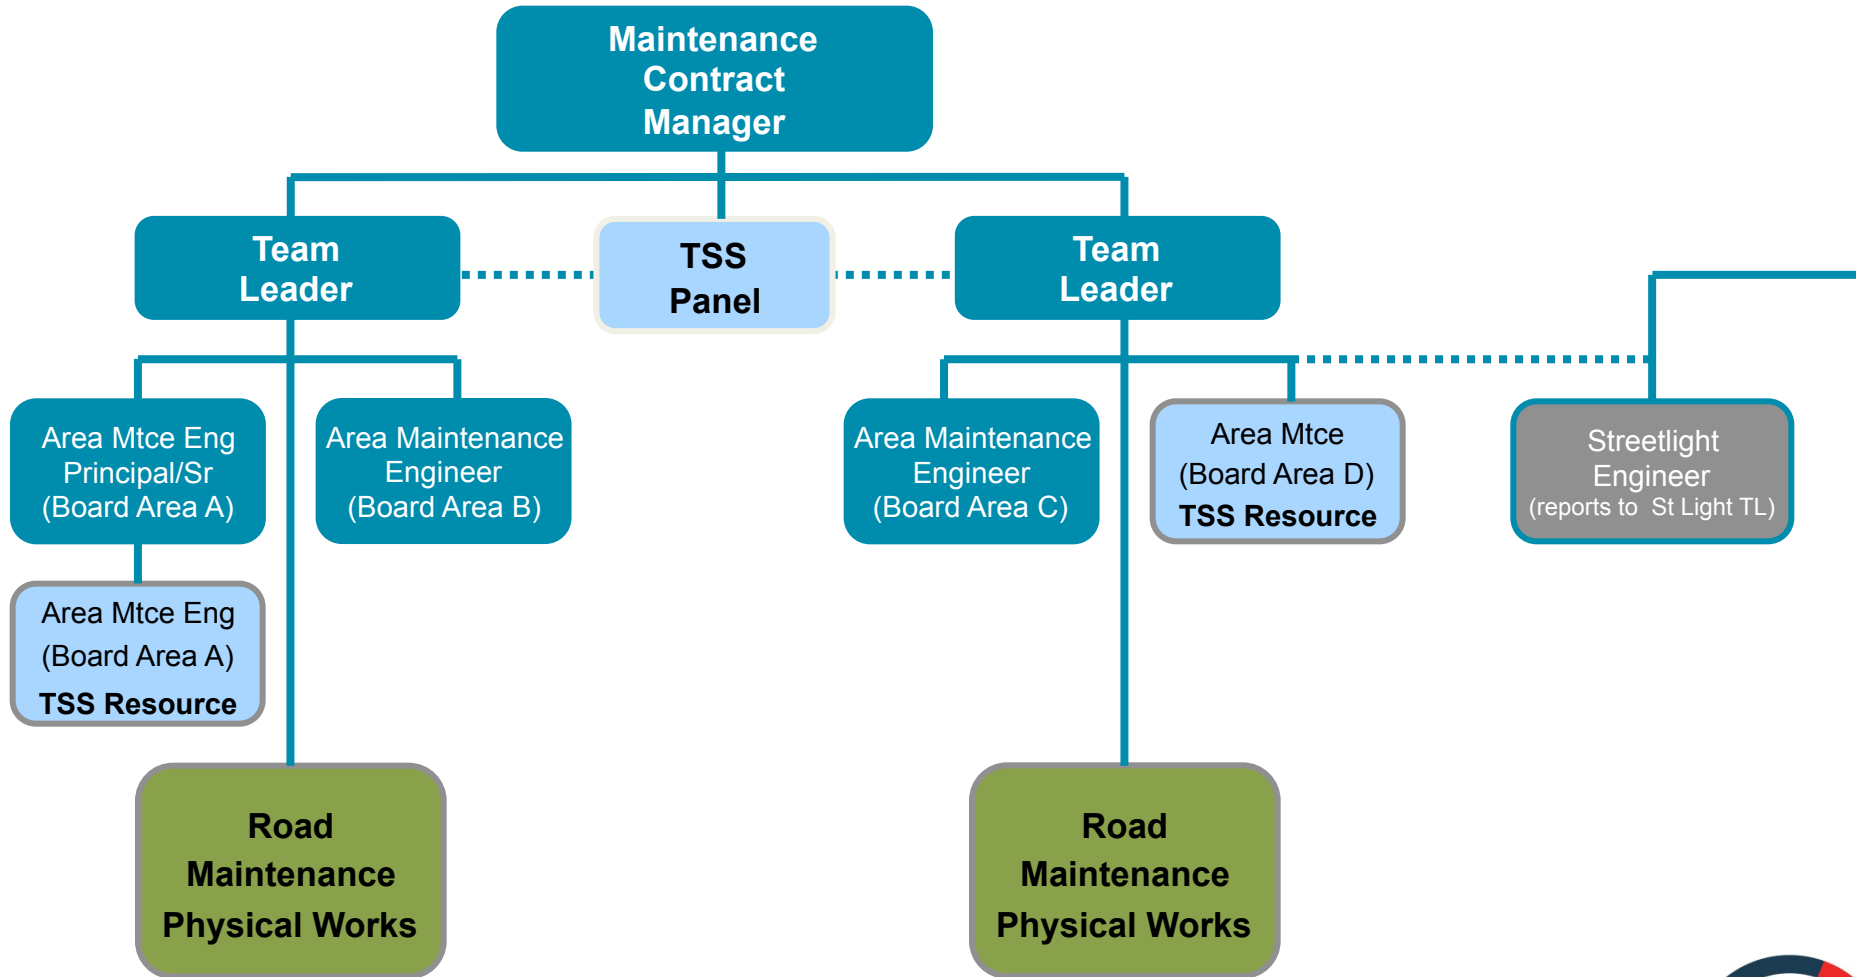 Maintenance
Contract
Manager
Team
Leader
TSS
Panel
Team
Leader
Area Mtce Eng
Principal/Sr
(Board Area A)
Area Maintenance
Engineer
(Board Area B)
Area Maintenance
Engineer
(Board Area C)
Area Mtce
(Board Area D)
TSS Resource
Streetlight
Engineer
(reports to St Light TL)
Area Mtce Eng
(Board Area A)
TSS Resource
Road
Maintenance
Physical Works
Road
Maintenance
Physical Works